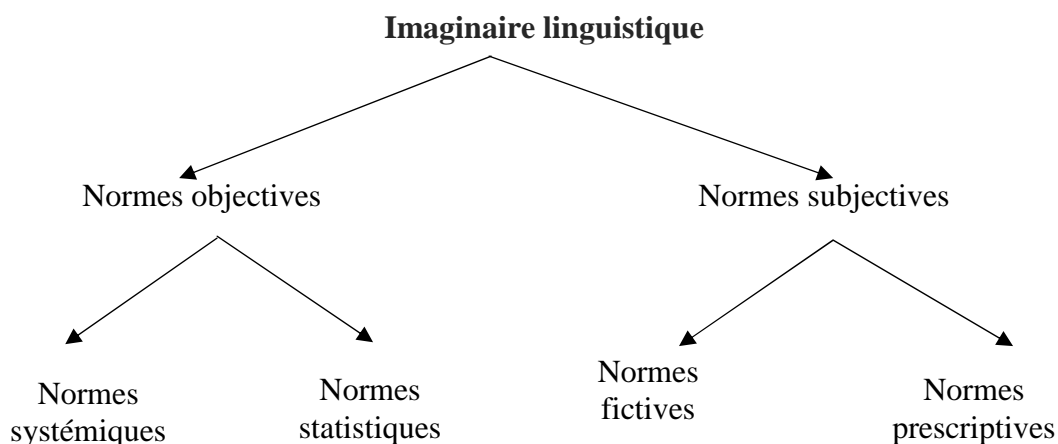 Imaginaire linguistique
Normes objectives
Normes subjectives
Normes
systémiques
Normes
statistiques
Normes
fictives
Normes
prescriptives